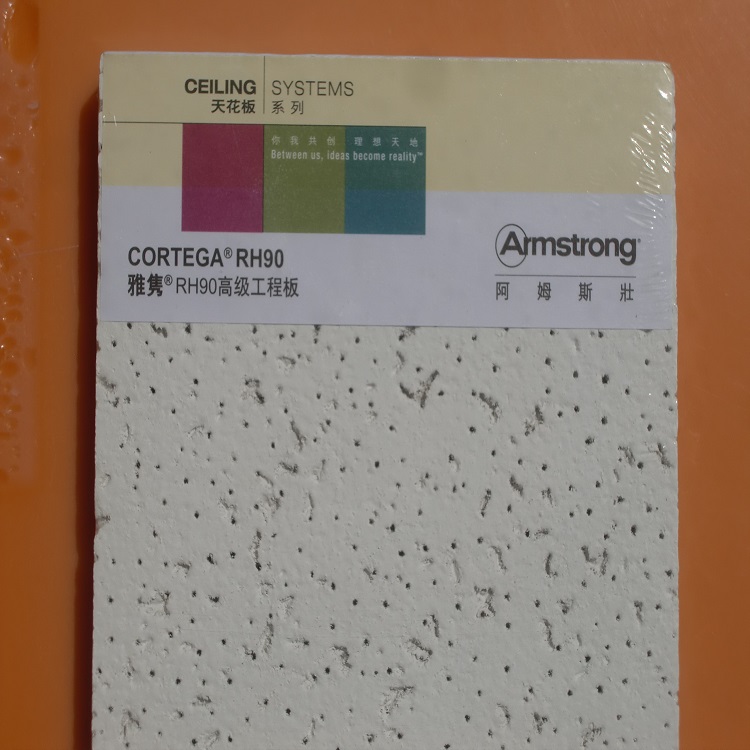 CEILING SYSTEMS
天花板 系列
你我共创 理想天地
Between us, ideas become reality™
CORTEGA® RH90
雅隽® RH90高级工程板
Armstrong®
阿姆斯壯